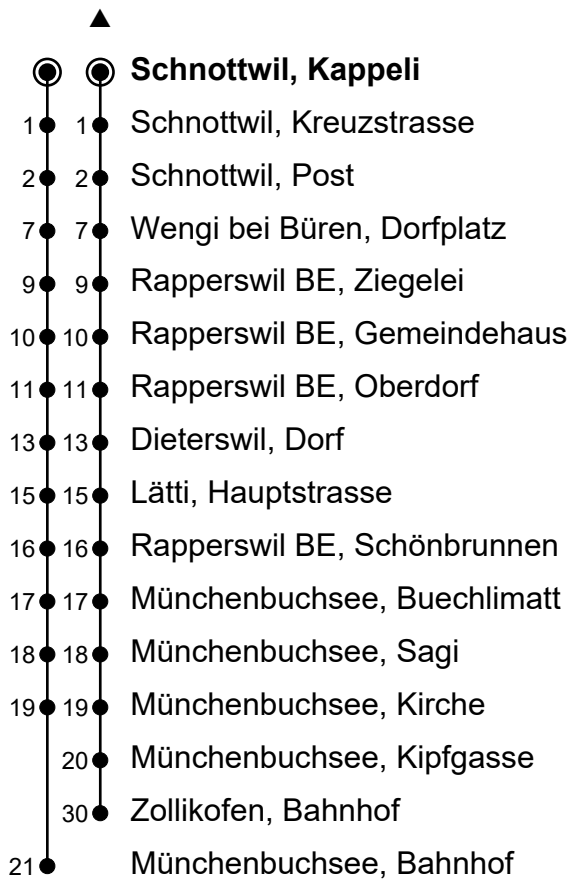 ▲
Schnottwil, Kappeli
1 1 Schnottwil, Kreuzstrasse
2 2 Schnottwil, Post
7 7 Wengi bei Büren, Dorfplatz
9 9 Rapperswil BE, Ziegelei
10 10 Rapperswil BE, Gemeindehaus
11 11 Rapperswil BE, Oberdorf
13 13 Dieterswil, Dorf
15 15 Lätti, Hauptstrasse
16 16 Rapperswil BE, Schönbrunnen
17 17 Münchenbuchsee, Buechlimatt
18 18 Münchenbuchsee, Sagi
19 19 Münchenbuchsee, Kirche
20 Münchenbuchsee, Kipfgasse
30 Zollikofen, Bahnhof
21 Münchenbuchsee, Bahnhof